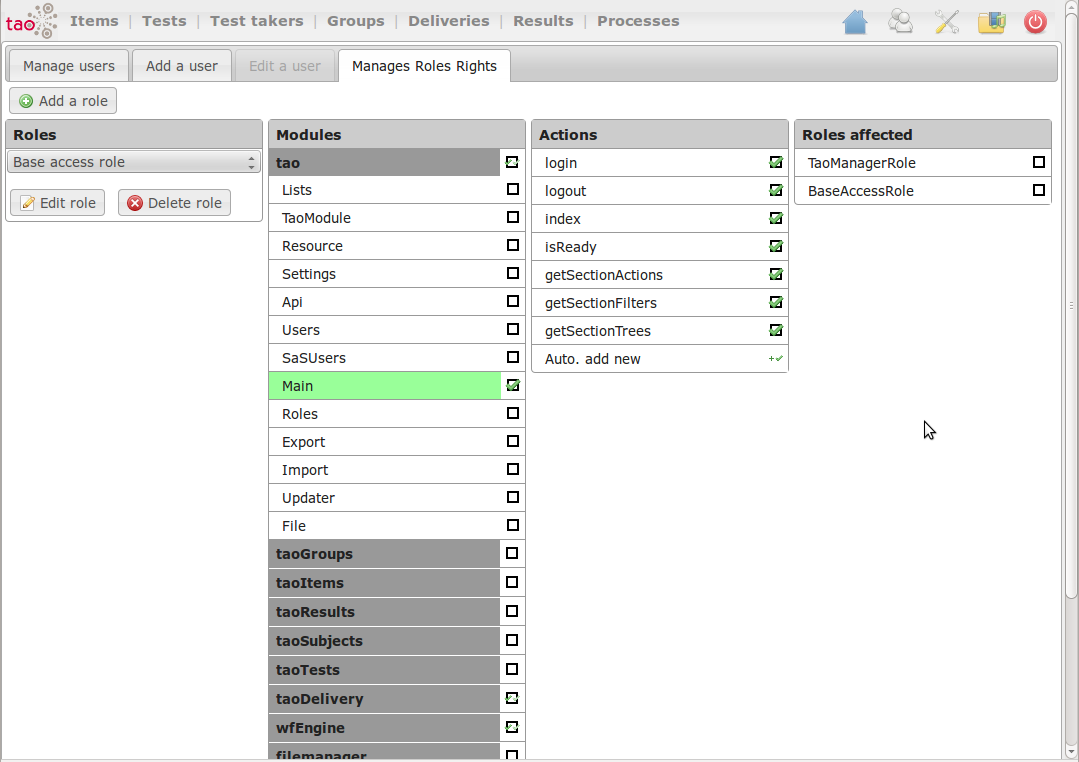 tao
Items | Tests | Test takers | Groups | Deliveries | Results | Processes
Manage users
Add a user
Edit a user
Manages Roles Rights
Add a role
Roles
Base access role
Edit role
Delete role
Modules
tao
Lists
TaoModule
Resource
Settings
Api
Users
SaSUsers
Main
Roles
Export
Import
Updater
File
taoGroups
taoItems
taoResults
taoSubjects
taoTests
taoDelivery
wfEngine
filemanager
Actions
login
logout
index
isReady
getSectionActions
getSectionFilters
getSectionTrees
Auto. add new
Roles affected
TaoManagerRole
BaseAccessRole